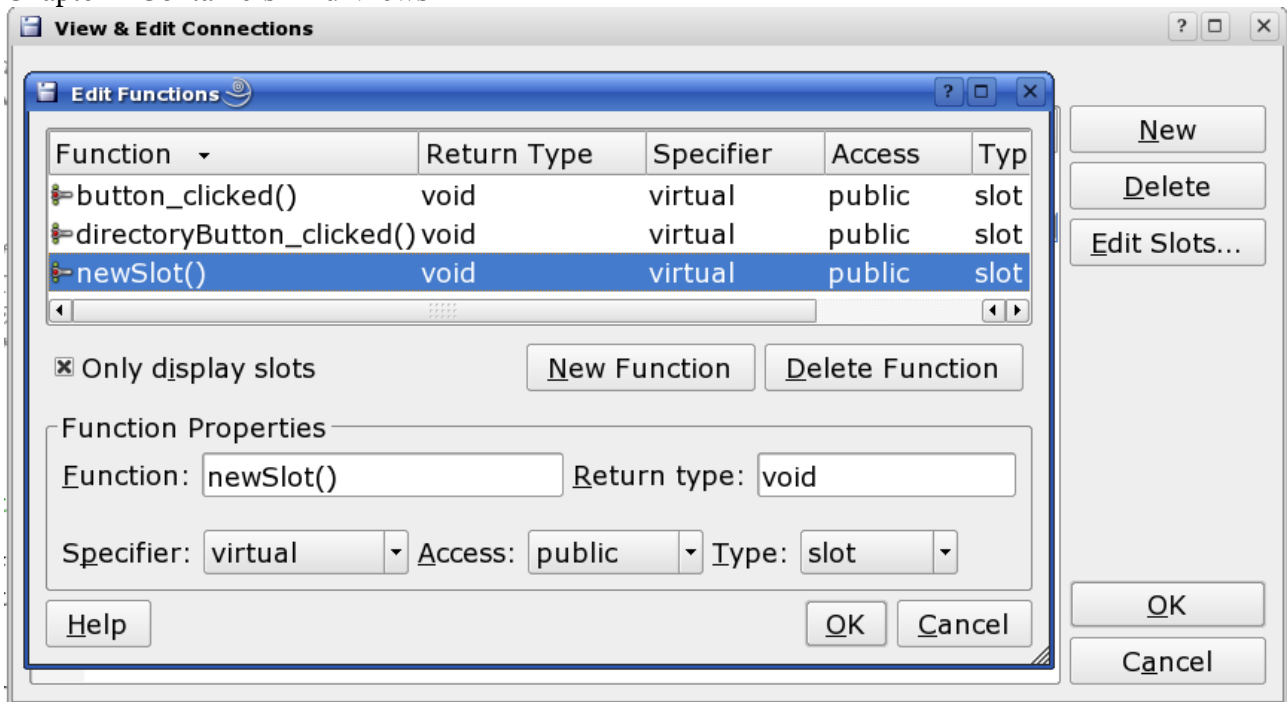 View & Edit Connections
Edit Functions
Function Return Type Specifier Access Typ
button_clicked() void virtual public slot
directoryButton_clicked() void virtual public slot
newSlot() void virtual public slot
Only display slots New Function Delete Function
Function Properties
Function: newSlot() Return type: void
Specifier: virtual Access: public Type: slot
Help OK Cancel
New
Delete
Edit Slots...
OK
Cancel